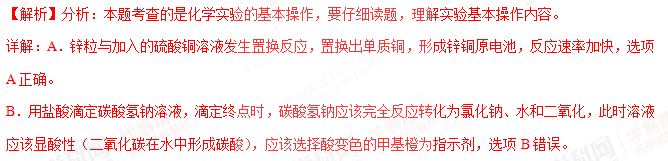 【解析】分析：本题考查的是化学实验的基本操作，要仔细读题，理解实验基本操作内容。
详解：A．锌粒与加入的硫酸铜溶液发生置换反应，置换出单质铜，形成锌铜原电池，反应速率加快，选项
A 正确。
B．用盐酸滴定碳酸氢钠溶液，滴定终点时，碳酸氢钠应该完全反应转化为氯化钠、水和二氧化，此时溶液
应该显酸性（二氧化碳在水中形成碳酸），应该选择酸变色的甲基橙为指示剂，选项 B 错误。